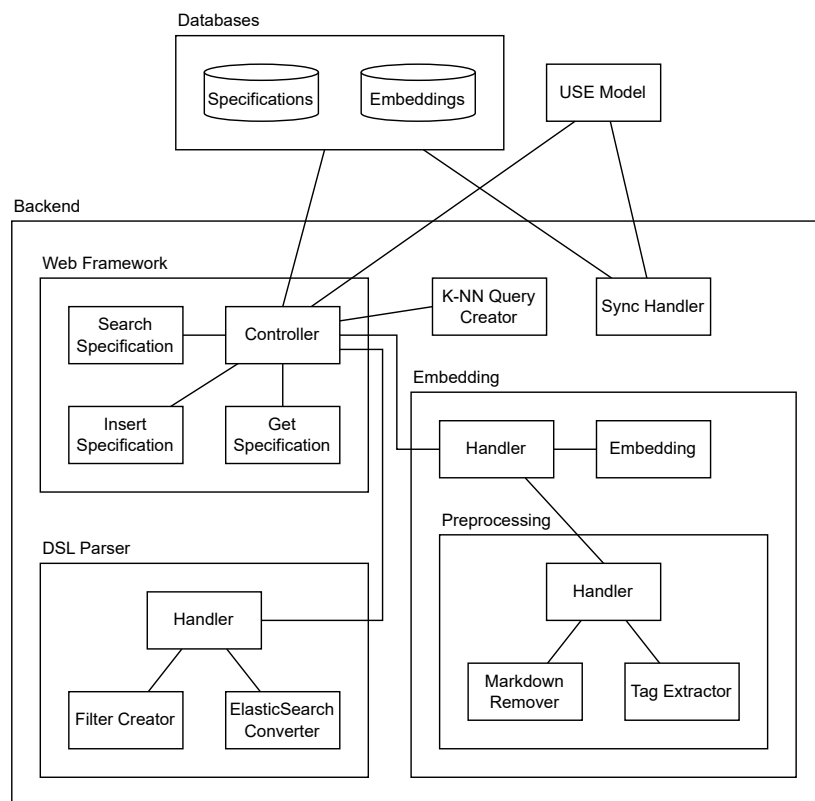 Databases
Specifications
Embeddings
USE Model
Backend
Web Framework
Search
Specification
Controller
K-NN Query
Creator
Sync Handler
Insert
Specification
Get
Specification
Embedding
Handler
Embedding
Preprocessing
Handler
Markdown
Remover
Tag Extractor
DSL Parser
Handler
Filter Creator
ElasticSearch
Converter